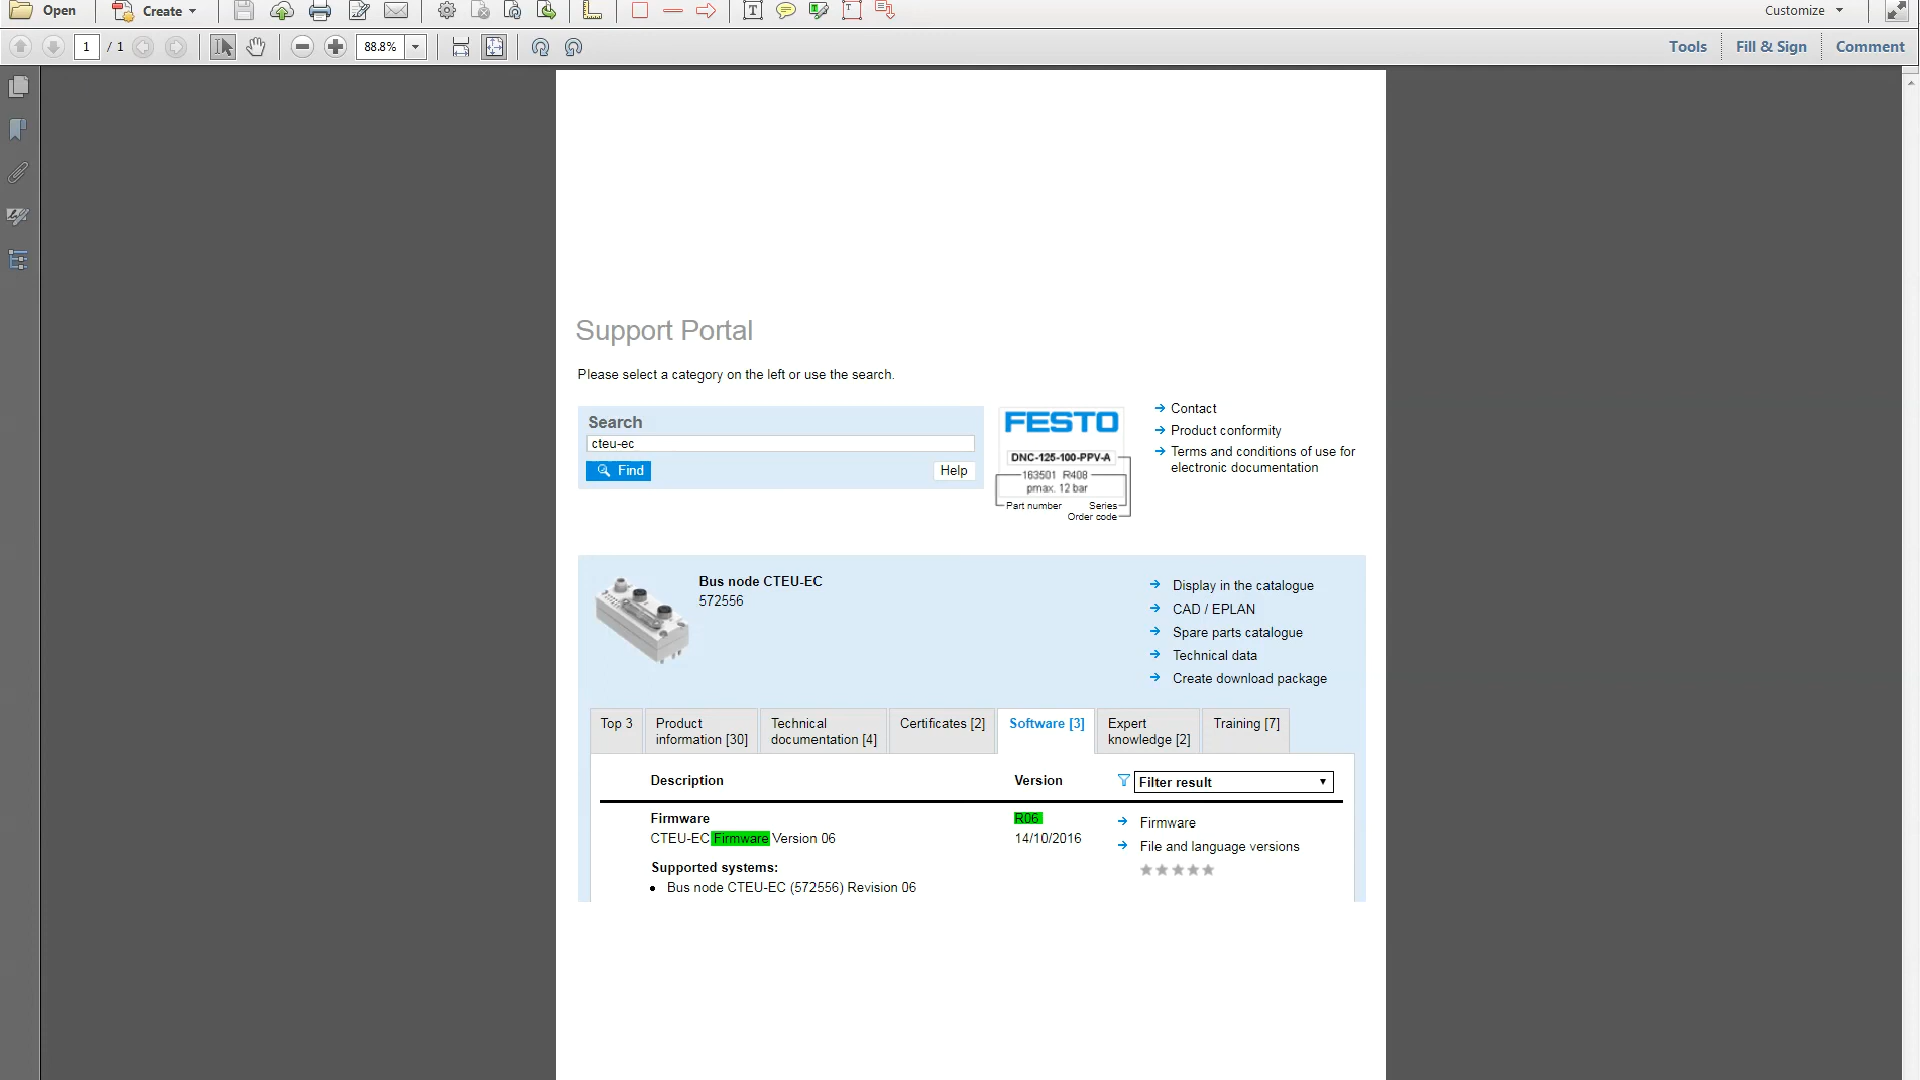 Open
Create
Customize
1 / 1
88.8%
Tools
Fill & Sign
Comment
Support Portal
Please select a category on the left or use the search.
Search
cteu-ec
Find
Help
FESTO
DNC-125-100-PPV-A
163501 R408
pmax. 12 bar
Part number
Series
Order code
Contact
Product conformity
Terms and conditions of use for
electronic documentation
Bus node CTEU-EC
572556
Display in the catalogue
CAD / EPLAN
Spare parts catalogue
Technical data
Create download package
Top 3
Product
information [30]
Technical
documentation [4]
Certificates [2]
Software [3]
Expert
knowledge [2]
Training [7]
Description
Version
Filter result
Firmware
R06
CTEU-EC Firmware Version 06
14/10/2016
Firmware
File and language versions
Supported systems:
Bus node CTEU-EC (572556) Revision 06